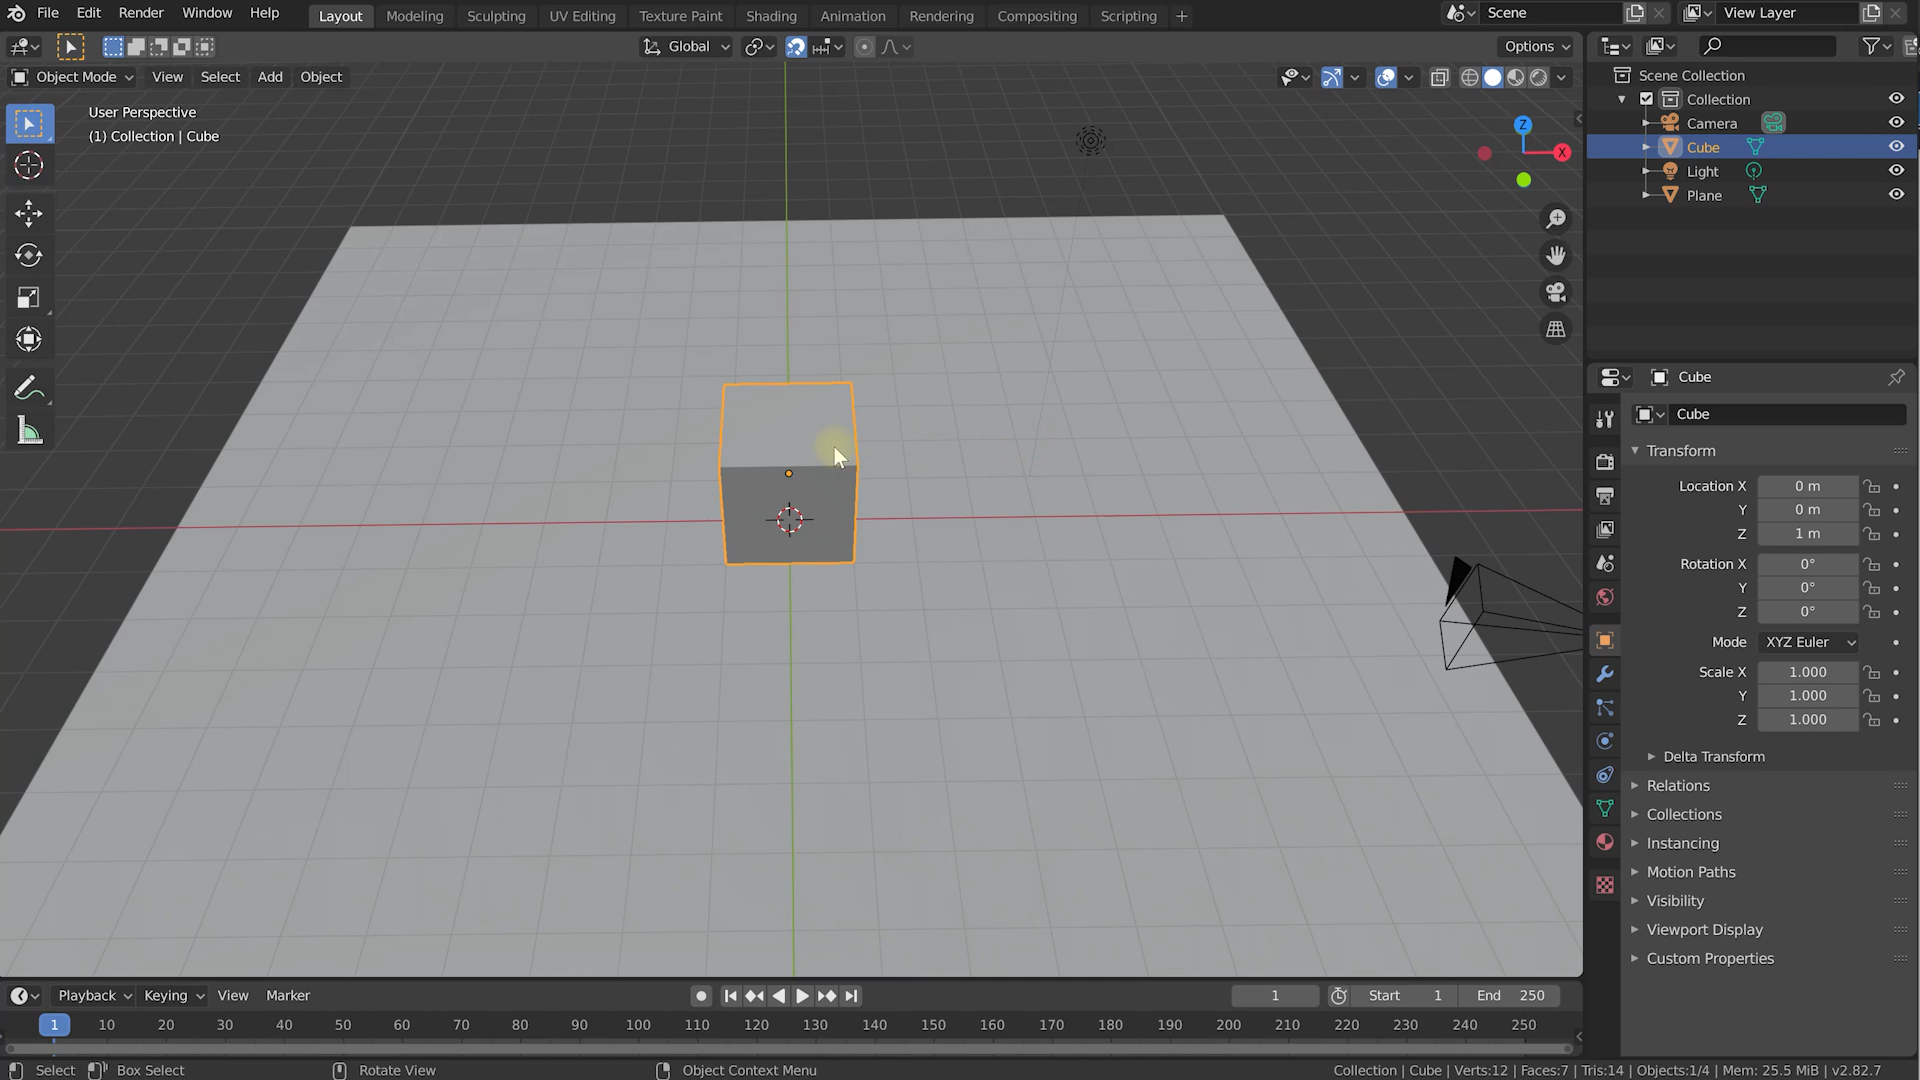 File Edit Render Window Help
Layout Modeling Sculpting UV Editing Texture Paint Shading Animation Rendering Compositing Scripting +
Scene
View Layer
Global
Options
Object Mode View Select Add Object
User Perspective
(1) Collection | Cube
Z
X
Scene Collection
Collection
Camera
Cube
Light
Plane
Cube
Cube
Transform
Location X 0 m
Y 0 m
Z 1 m
Rotation X 0°
Y 0°
Z 0°
Mode XYZ Euler
Scale X 1.000
Y 1.000
Z 1.000
Delta Transform
Relations
Collections
Instancing
Motion Paths
Visibility
Viewport Display
Custom Properties
Playback Keying View Marker
1
Start 1 End 250
1 10 20 30 40 50 60 70 80 90 100 110 120 130 140 150 160 170 180 190 200 210 220 230 240 250
Select Box Select Rotate View Object Context Menu
Collection | Cube | Verts:12 | Faces:7 | Tris:14 | Objects:1/4 | Mem: 25.5 MiB | v2.82.7